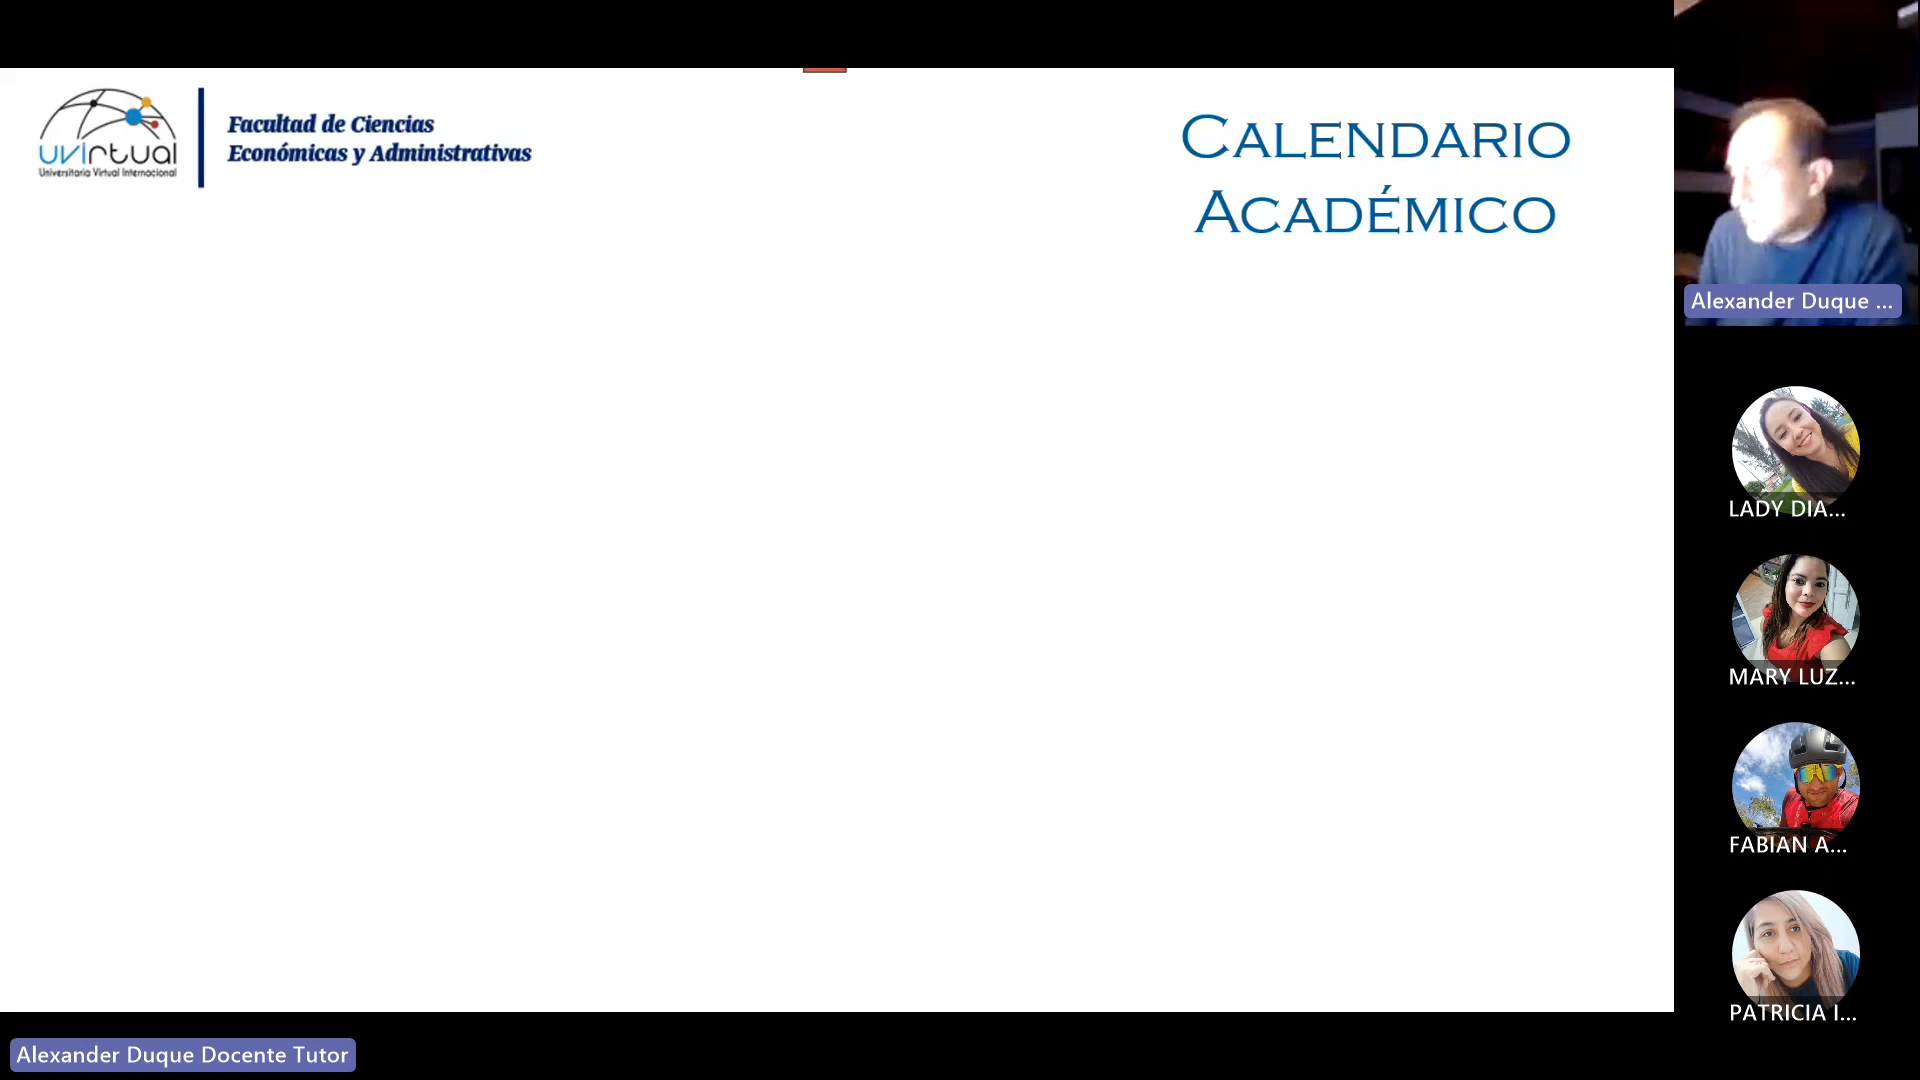 uvirtual
Universitaria Virtual Internacional
Facultad de Ciencias
Económicas y Administrativas
CALENDARIO
ACADÉMICO
Alexander Duque ...
LADY DIA...
MARY LUZ...
FABIAN A...
PATRICIA I...
Alexander Duque Docente Tutor